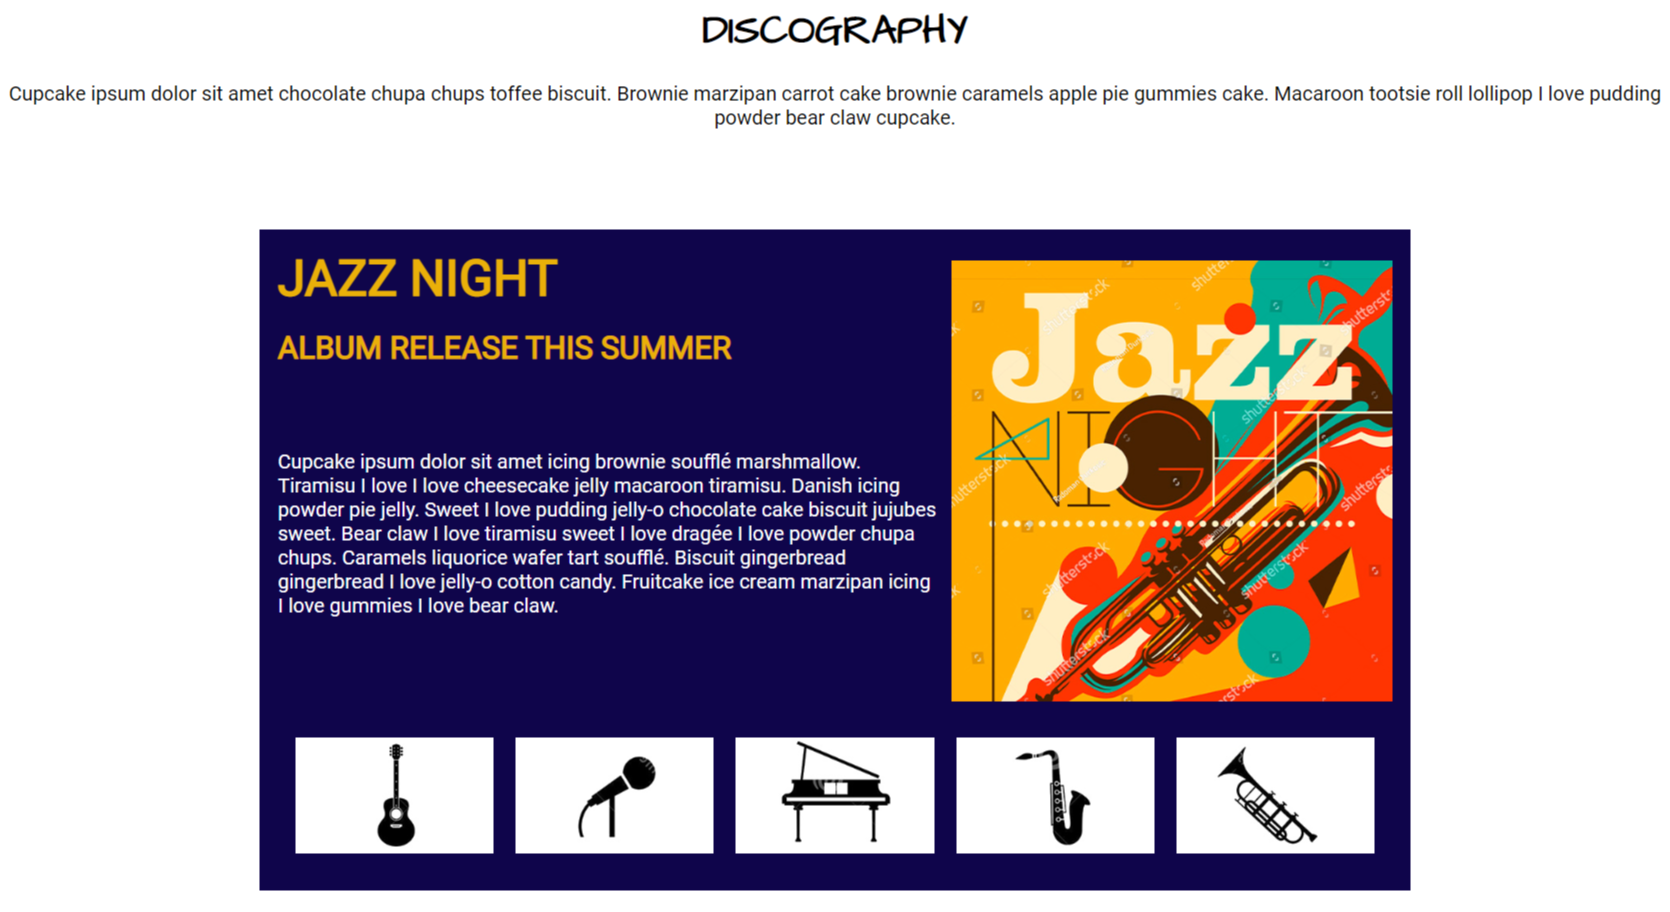 DISCOGRAPHY
Cupcake ipsum dolor sit amet chocolate chupa chups toffee biscuit. Brownie marzipan carrot cake brownie caramels apple pie gummies cake. Macaroon tootsie roll lollipop I love pudding
powder bear claw cupcake.
JAZZ NIGHT
ALBUM RELEASE THIS SUMMER
Cupcake ipsum dolor sit amet icing brownie soufflé marshmallow.
Tiramisu I love I love cheesecake jelly macaroon tiramisu. Danish icing
powder pie jelly. Sweet I love pudding jelly-o chocolate cake biscuit jujubes
sweet. Bear claw I love tiramisu sweet I love dragée I love powder chupa
chups. Caramels liquorice wafer tart soufflé. Biscuit gingerbread
gingerbread I love jelly-o cotton candy. Fruitcake ice cream marzipan icing
I love gummies I love bear claw.
Jazz
NIGHT
shutterstock
shutterstock
shutterstock
shutterstock